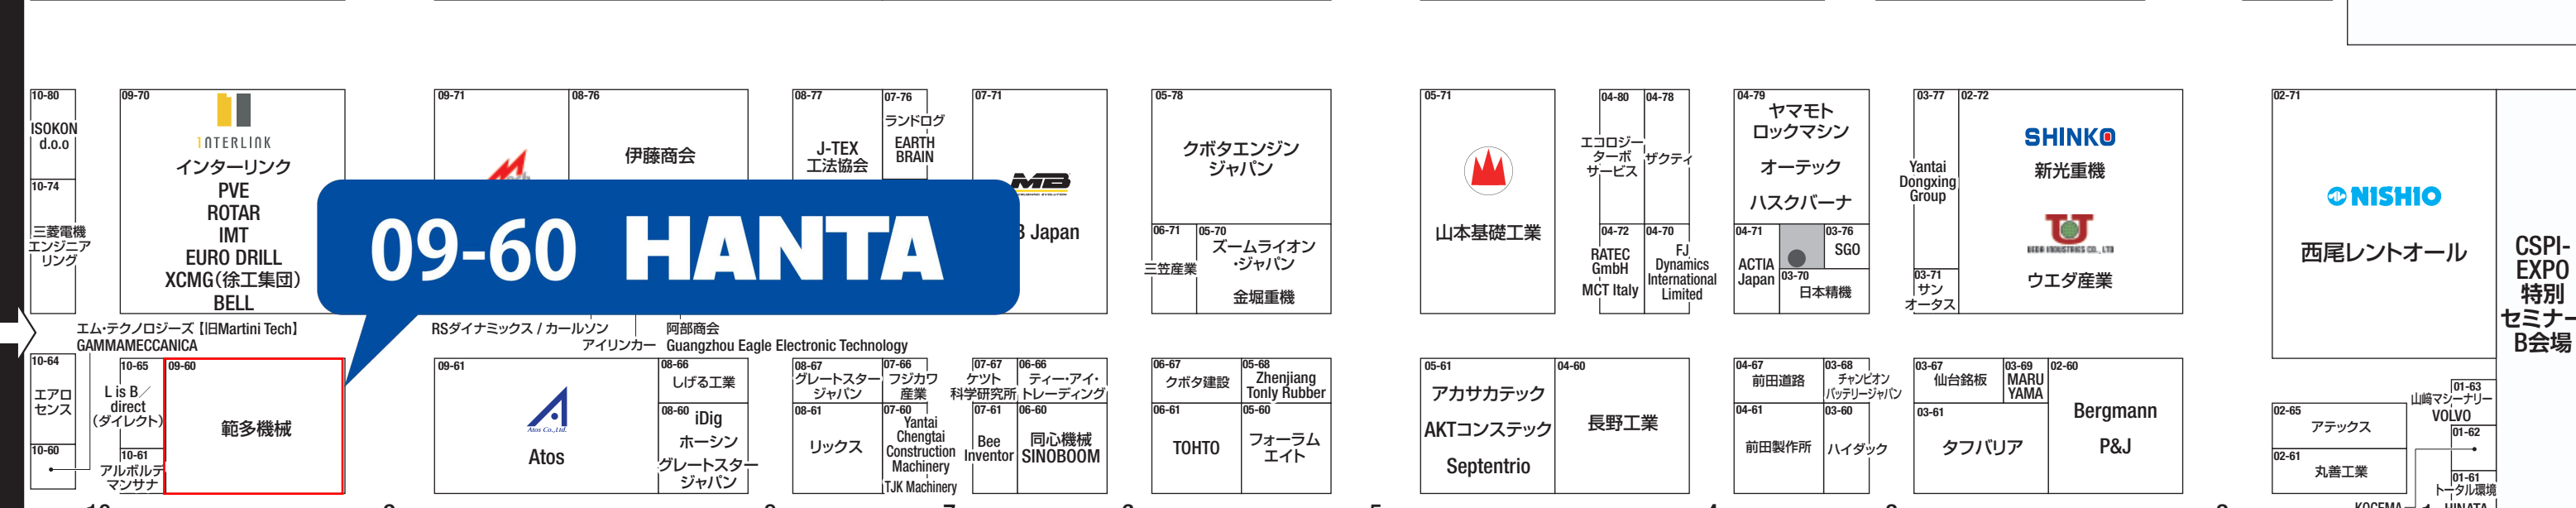 10-80
ISOKON
d.o.o
10-74
三菱電機
エンジニア
リング
09-70
INTERLINK
インターリンク
PVE
ROTAR
IMT
EURO DRILL
XCMG（徐工集団）
BELL
09-71
08-76
伊藤商会
08-77
J-TEX
工法協会
07-76
ランドログ
EARTH
BRAIN
07-71
MB
Japan
09-60 HANTA
05-78
クボタエンジン
ジャパン
06-71
三笠産業
05-70
ズームライオン
・ジャパン
金堀重機
05-71
山本基礎工業
04-80
エコロジー
ターボ
サービス
04-78
ザクティ
04-72
RATEC
GmbH
MCT Italy
04-70
FJ
Dynamics
International
Limited
04-79
ヤマモト
ロックマシン
オーテック
ハスクバーナ
04-71
ACTIA
Japan
03-76
SGO
03-70
日本精機
03-77
Yantai
Dongxing
Group
03-71
サン
オータス
02-72
SHINKO
新光重機
U
UEDA INDUSTRIES CO., LTD
ウエダ産業
02-71
NISHIO
西尾レントオール
CSPI-
EXPO
特別
セミナー
B会場
エム・テクノロジーズ【旧Martini Tech】
GAMMAMECCANICA
RSダイナミックス / カールソン
アイリンカー
阿部商会
Guangzhou Eagle Electronic Technology
10-64
エアロ
センス
10-60
10-65
L is B／
direct
（ダイレクト）
10-61
アルボルデ
マンサナ
09-60
範多機械
09-61
Atos Co.,Ltd.
Atos
08-66
しげる工業
08-60
iDig
ホーシン
グレートスター
ジャパン
08-67
グレートスター
ジャパン
08-61
リックス
07-66
フジカワ
産業
07-60
Yantai
Chengtai
Construction
Machinery
TJK Machinery
07-67
ケツト
科学研究所
07-61
Bee
Inventor
06-66
ティー・アイ・
トレーディング
06-60
同心機械
SINOBOOM
06-67
クボタ建設
05-68
Zhenjiang
Tonly Rubber
06-61
TOHTO
05-60
フォーラム
エイト
05-61
アカサカテック
AKTコンステック
Septentrio
04-60
長野工業
04-67
前田道路
03-68
チャンピオン
バッテリージャパン
04-61
前田製作所
03-60
ハイダック
03-67
仙台銘板
03-69
MARU
YAMA
03-61
タフバリア
02-60
Bergmann
P&J
02-65
アテックス
02-61
丸善工業
01-63
山﨑マシーナリー
VOLVO
01-62
01-61
トータル環境
HINATA
KOCEMA